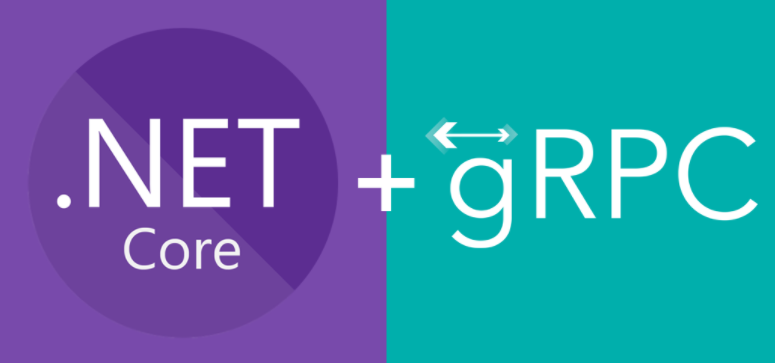 .NET
Core
+
gRPC